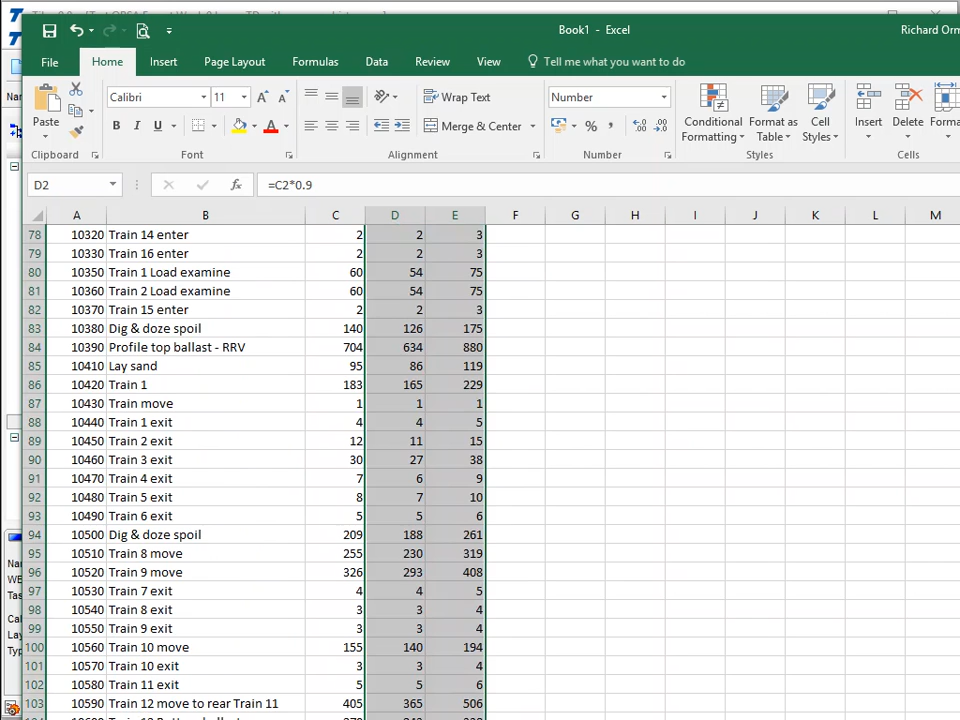 Book1 - Excel
Richard Orm
File Home Insert Page Layout Formulas Data Review View Tell me what you want to do
Calibri 11 Wrap Text Number
Paste Merge & Center % , Conditional Formatting Format as Table Cell Styles Insert Delete Forma
B I U A
Clipboard Font Alignment Number Styles Cells
D2 fx =C2*0.9
A B C D E F G H I J K L M
78 10320 Train 14 enter 2 2 3
79 10330 Train 16 enter 2 2 3
80 10350 Train 1 Load examine 60 54 75
81 10360 Train 2 Load examine 60 54 75
82 10370 Train 15 enter 2 2 3
83 10380 Dig & doze spoil 140 126 175
84 10390 Profile top ballast - RRV 704 634 880
85 10410 Lay sand 95 86 119
86 10420 Train 1 183 165 229
87 10430 Train move 1 1 1
88 10440 Train 1 exit 4 4 5
89 10450 Train 2 exit 12 11 15
90 10460 Train 3 exit 30 27 38
91 10470 Train 4 exit 7 6 9
92 10480 Train 5 exit 8 7 10
93 10490 Train 6 exit 5 5 6
94 10500 Dig & doze spoil 209 188 261
95 10510 Train 8 move 255 230 319
96 10520 Train 9 move 326 293 408
97 10530 Train 7 exit 4 4 5
98 10540 Train 8 exit 3 3 4
99 10550 Train 9 exit 3 3 4
100 10560 Train 10 move 155 140 194
101 10570 Train 10 exit 3 3 4
102 10580 Train 11 exit 5 5 6
103 10590 Train 12 move to rear Train 11 405 365 506
Nar
Nar
WB
Tas
Cal
Lay
Typ